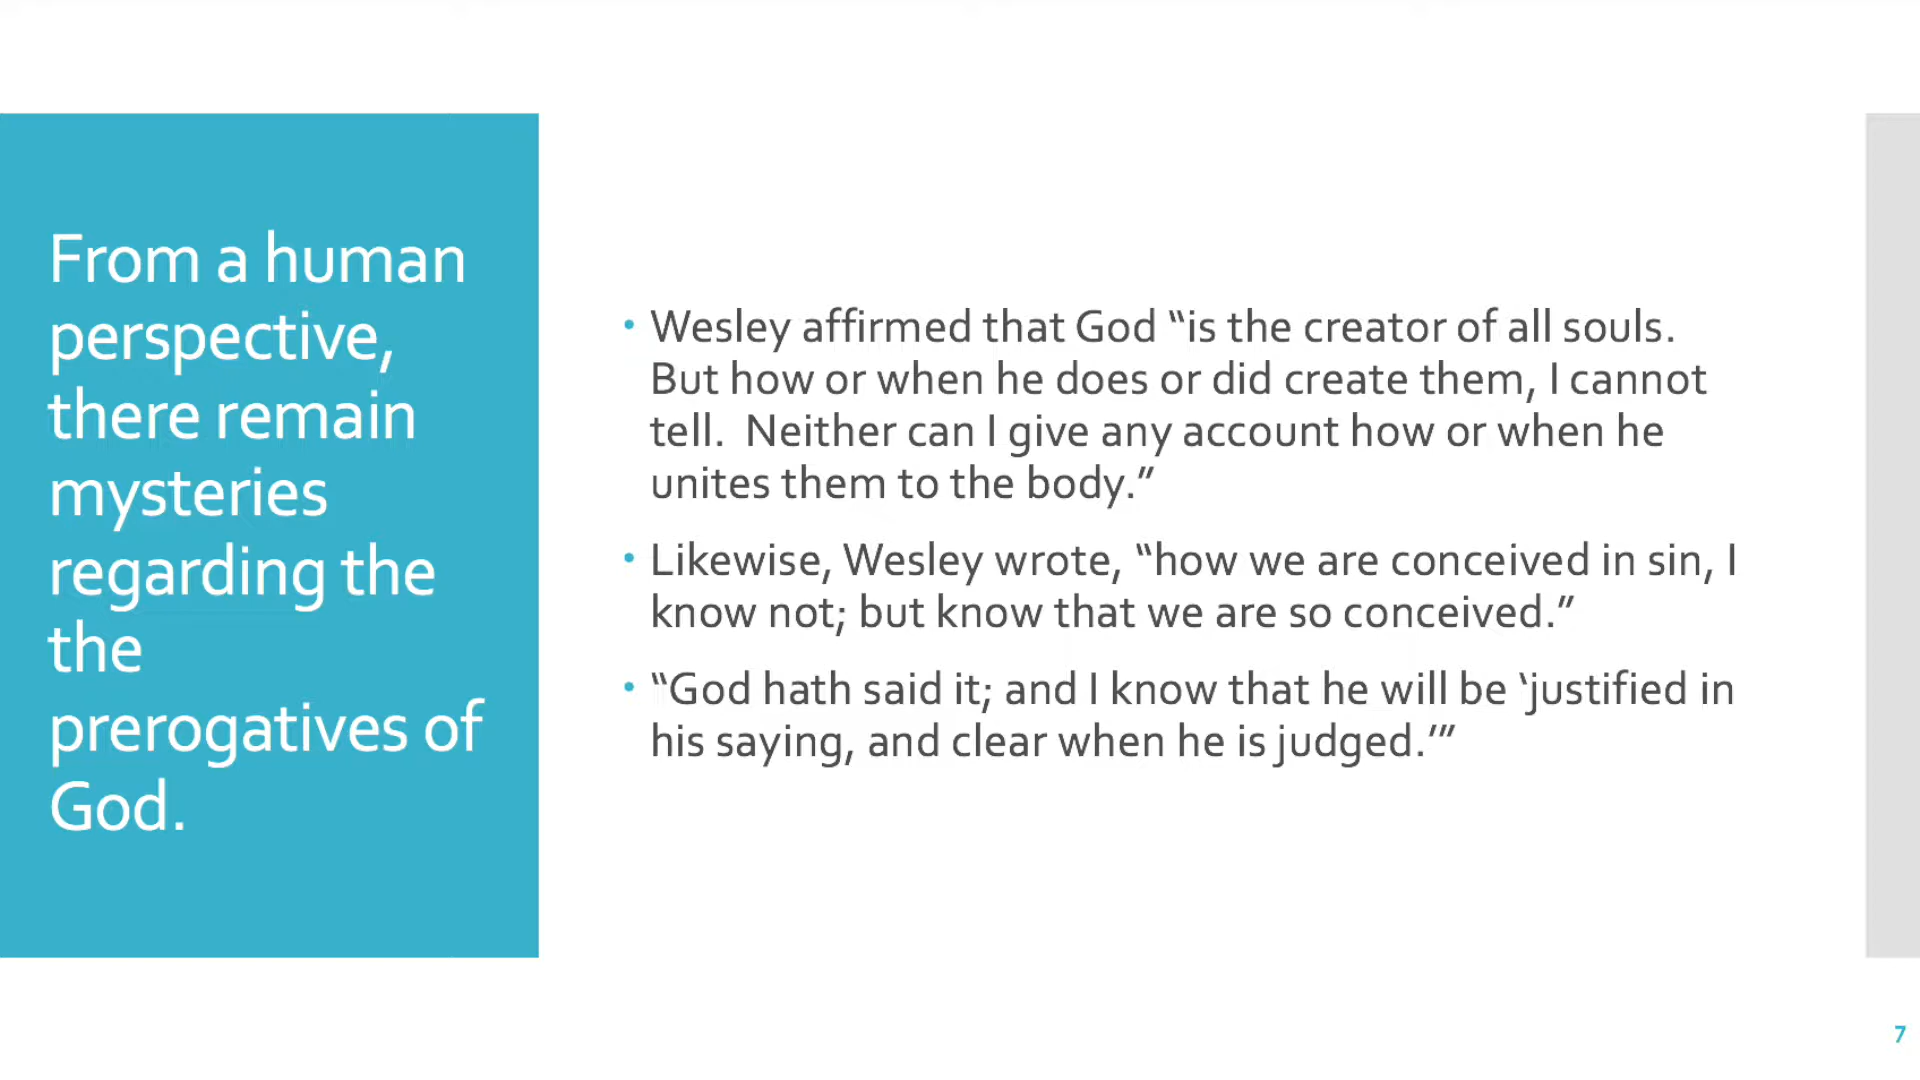 From a human
perspective,
there remain
mysteries
regarding the
the
prerogatives of
God.
• Wesley affirmed that God “is the creator of all souls.
But how or when he does or did create them, I cannot
tell.  Neither can I give any account how or when he
unites them to the body.”
• Likewise, Wesley wrote, “how we are conceived in sin, I
know not; but know that we are so conceived.”
• “God hath said it; and I know that he will be ‘justified in
his saying, and clear when he is judged.’”
7